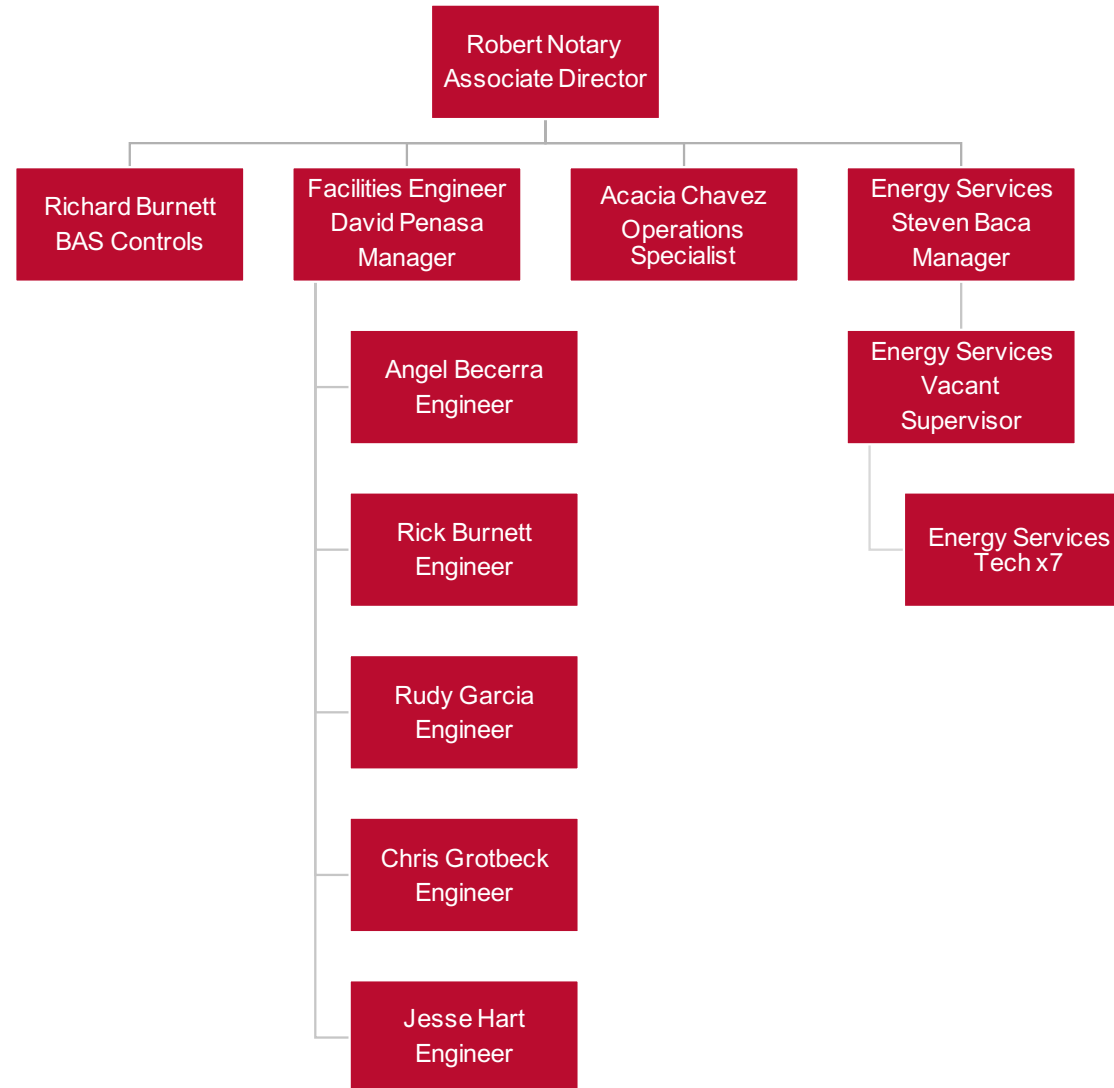 Robert Notary
Associate Director
Richard Burnett
BAS Controls
Facilities Engineer
David Penasa
Manager
Acacia Chavez
Operations
Specialist
Energy Services
Steven Baca
Manager
Angel Becerra
Engineer
Rick Burnett
Engineer
Rudy Garcia
Engineer
Chris Grotbeck
Engineer
Jesse Hart
Engineer
Energy Services
Vacant
Supervisor
Energy Services
Tech x7